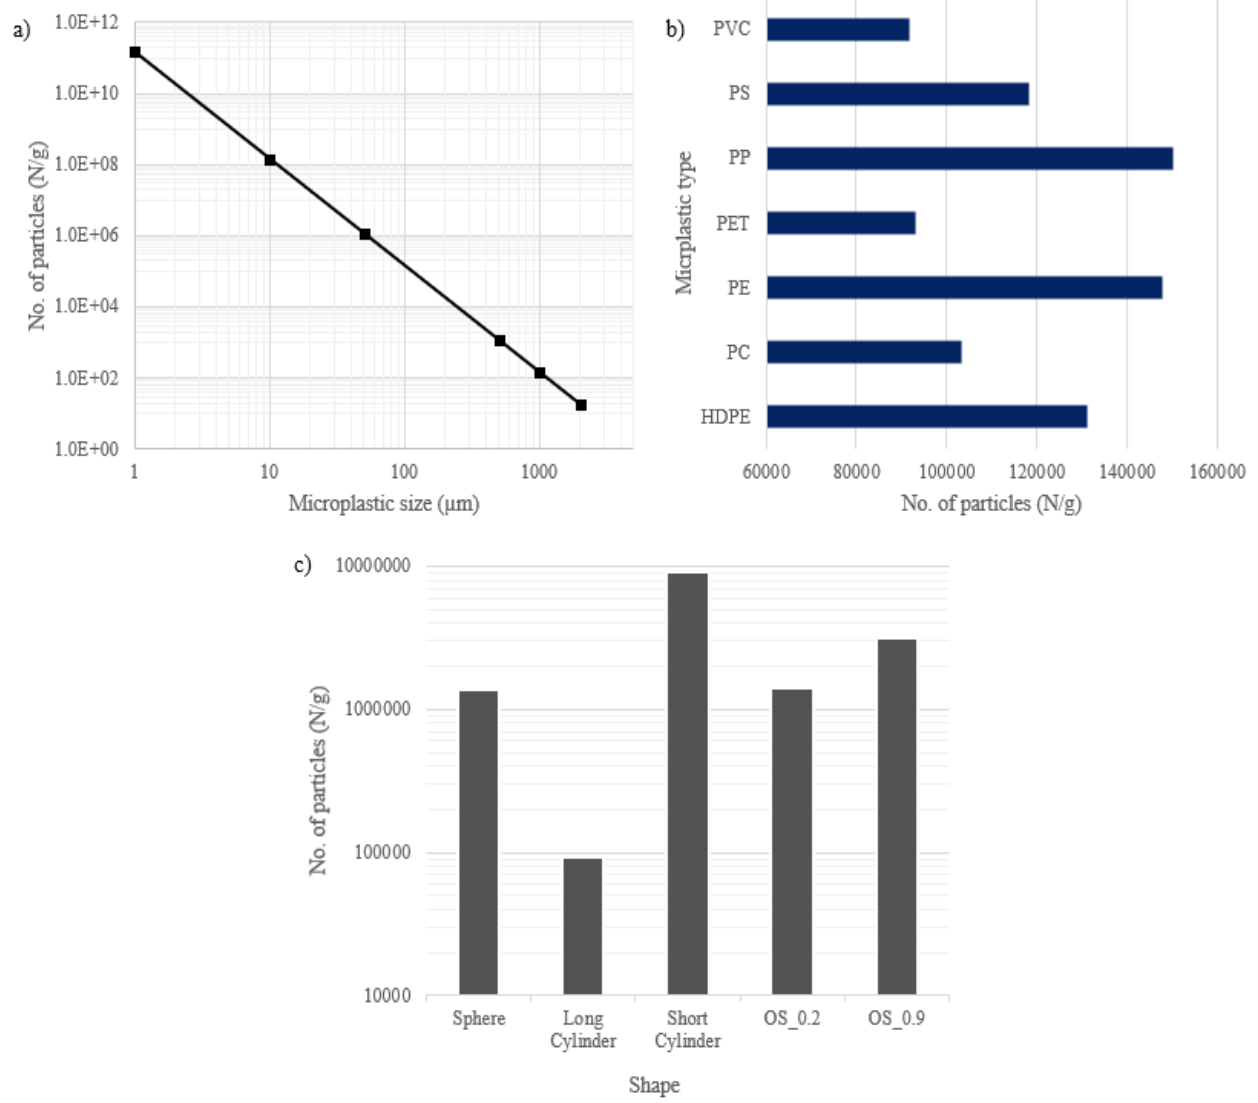 a)
1.0E+12
1.0E+10
1.0E+08
1.0E+06
1.0E+04
1.0E+02
1.0E+00
No. of particles (N/g)
1 10 100 1000
Microplastic size (μm)
b)
PVC
PS
PP
PET
PE
PC
HDPE
Micrplastic type
60000 80000 100000 120000 140000 160000
No. of particles (N/g)
c)
10000000
1000000
100000
10000
No. of particles (N/g)
Sphere Long Short OS_0.2 OS_0.9
Cylinder Cylinder
Shape